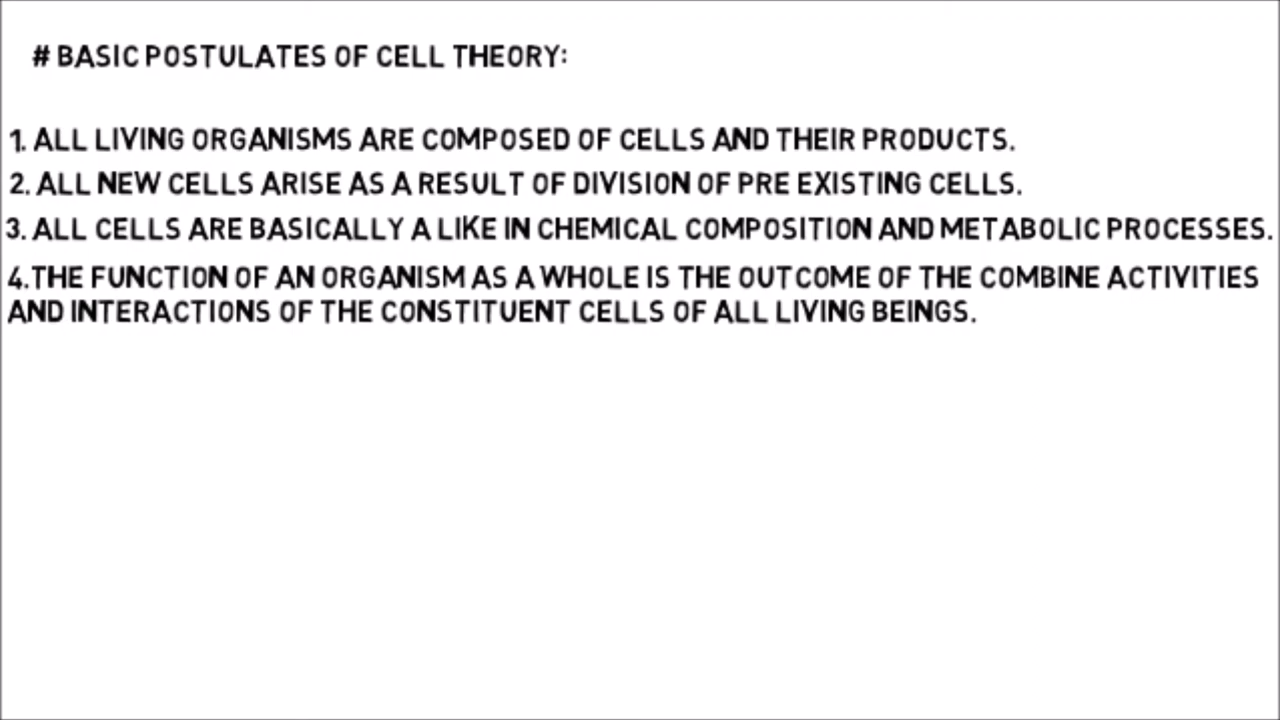 # BASIC POSTULATES OF CELL THEORY:
1. ALL LIVING ORGANISMS ARE COMPOSED OF CELLS AND THEIR PRODUCTS.
2. ALL NEW CELLS ARISE AS A RESULT OF DIVISION OF PRE EXISTING CELLS.
3. ALL CELLS ARE BASICALLY A LIKE IN CHEMICAL COMPOSITION AND METABOLIC PROCESSES.
4.THE FUNCTION OF AN ORGANISM AS A WHOLE IS THE OUTCOME OF THE COMBINE ACTIVITIES
AND INTERACTIONS OF THE CONSTITUENT CELLS OF ALL LIVING BEINGS.